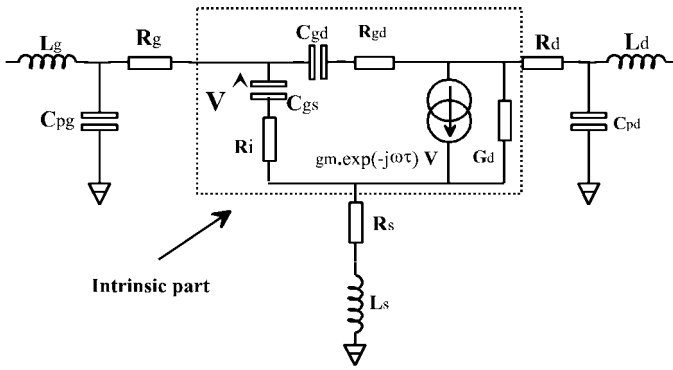 Cgd
Rgd
Lg
Rg
Rd
Ld
V
Cgs
Cpg
Ri
gm.exp(-jωτ) V
Gd
Cpd
Rs
Intrinsic part
Ls